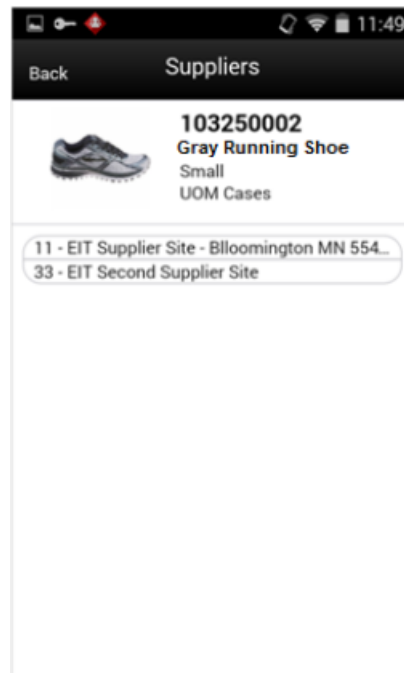 11:49
Back
Suppliers
103250002
Gray Running Shoe
Small
UOM Cases
11 - EIT Supplier Site - Blloomington MN 554...
33 - EIT Second Supplier Site